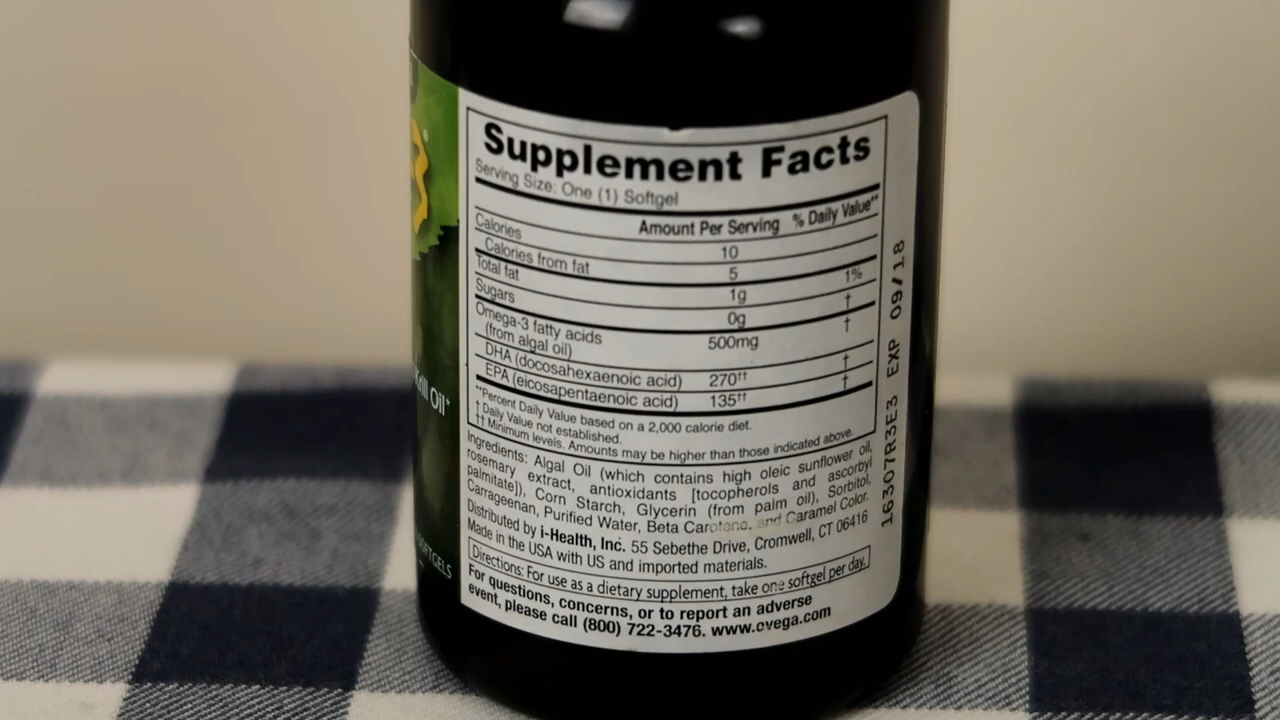 Supplement Facts
Serving Size: One (1) Softgel
Amount Per Serving % Daily Value**
Calories 10
Calories from fat 5
Total fat 1g 1%
Sugars 0g †
Omega-3 fatty acids 500mg †
(from algal oil)
DHA (docosahexaenoic acid) 270†† †
EPA (eicosapentaenoic acid) 135†† †
**Percent Daily Value based on a 2,000 calorie diet.
† Daily Value not established.
†† Minimum levels. Amounts may be higher than those indicated above.
Ingredients: Algal Oil (which contains high oleic sunflower oil,
rosemary extract, antioxidants [tocopherols and ascorbyl
palmitate]), Corn Starch, Glycerin (from palm oil), Sorbitol,
Carrageenan, Purified Water, Beta Carotene, and Caramel Color.
Distributed by i-Health, Inc. 55 Sebethe Drive, Cromwell, CT 06416
Made in the USA with US and imported materials.
Directions: For use as a dietary supplement, take one softgel per day.
For questions, concerns, or to report an adverse
event, please call (800) 722-3476. www.ovega.com
16307R3E3 EXP 09/18
Krill Oil*
SOFTGELS